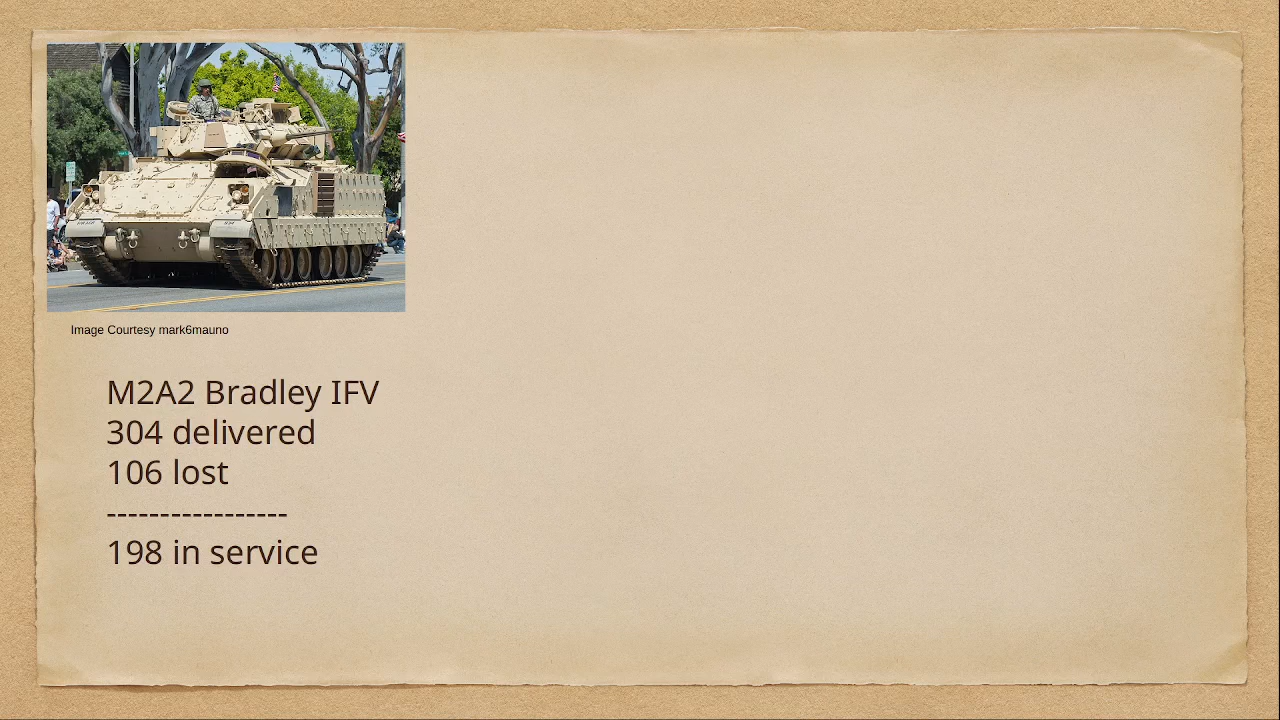 Image Courtesy mark6mauno
M2A2 Bradley IFV
304 delivered
106 lost
-----------------
198 in service